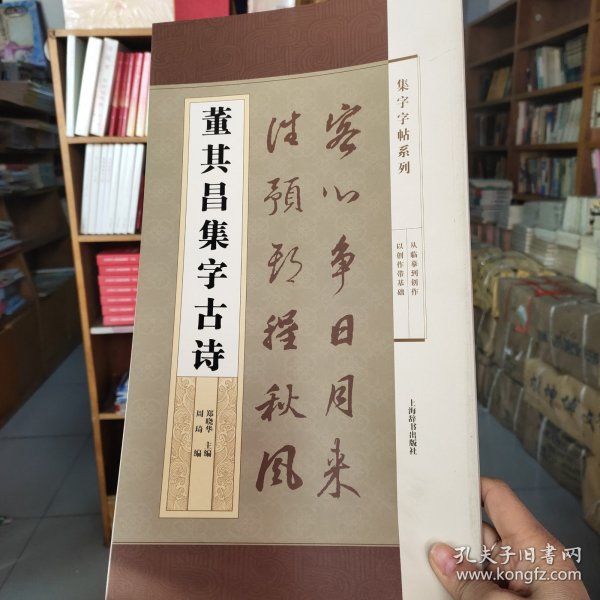 集字字帖系列
从临摹到创作
以创作带基础
上海辞书出版社
客心争日月来
往预期程秋风
董其昌集字古诗
郑晓华 主编
周琦 编
孔夫子旧书网
www.kongfz.com